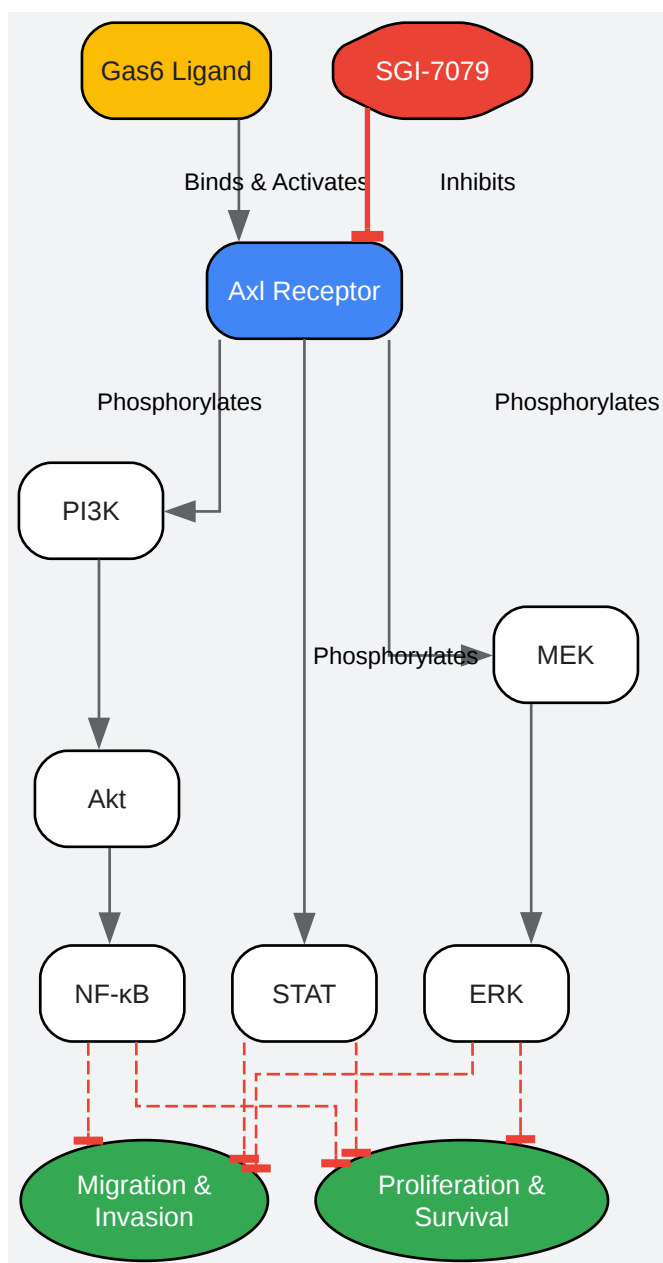 Gas6 Ligand
SGI-7079
Binds & Activates
Inhibits
Axl Receptor
Phosphorylates
Phosphorylates
PI3K
Phosphorylates
MEK
Akt
NF-κB
STAT
ERK
Migration &
Invasion
Proliferation &
Survival